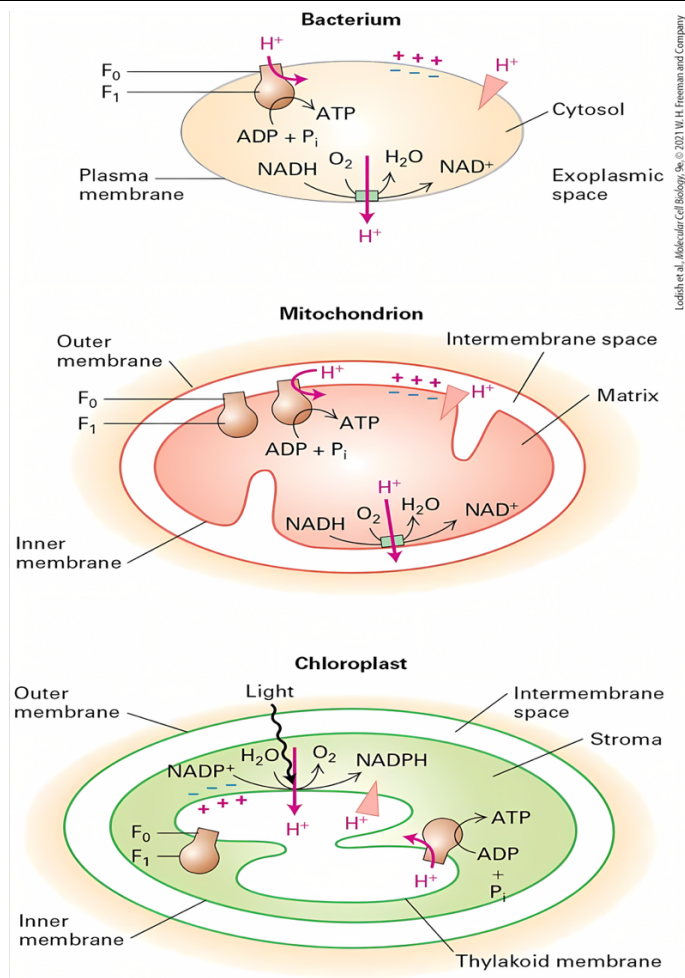 Bacterium
H⁺
F₀
F₁
+ + +
– – –
H⁺
ATP
ADP + Pᵢ
Cytosol
Plasma
membrane
NADH
O₂
H₂O
NAD⁺
Exoplasmic
space
H⁺
Lodish et al., Molecular Cell Biology, 9e, © 2021 W. H. Freeman and Company
Mitochondrion
Outer
membrane
Intermembrane space
H⁺
+ + +
– – –
H⁺
F₀
F₁
Matrix
ATP
ADP + Pᵢ
H⁺
NADH
O₂
H₂O
NAD⁺
Inner
membrane
Chloroplast
Outer
membrane
Light
Intermembrane
space
Stroma
NADP⁺
H₂O
O₂
NADPH
– – –
+ + +
H⁺
H⁺
F₀
F₁
ATP
ADP
+
Pᵢ
H⁺
Inner
membrane
Thylakoid membrane